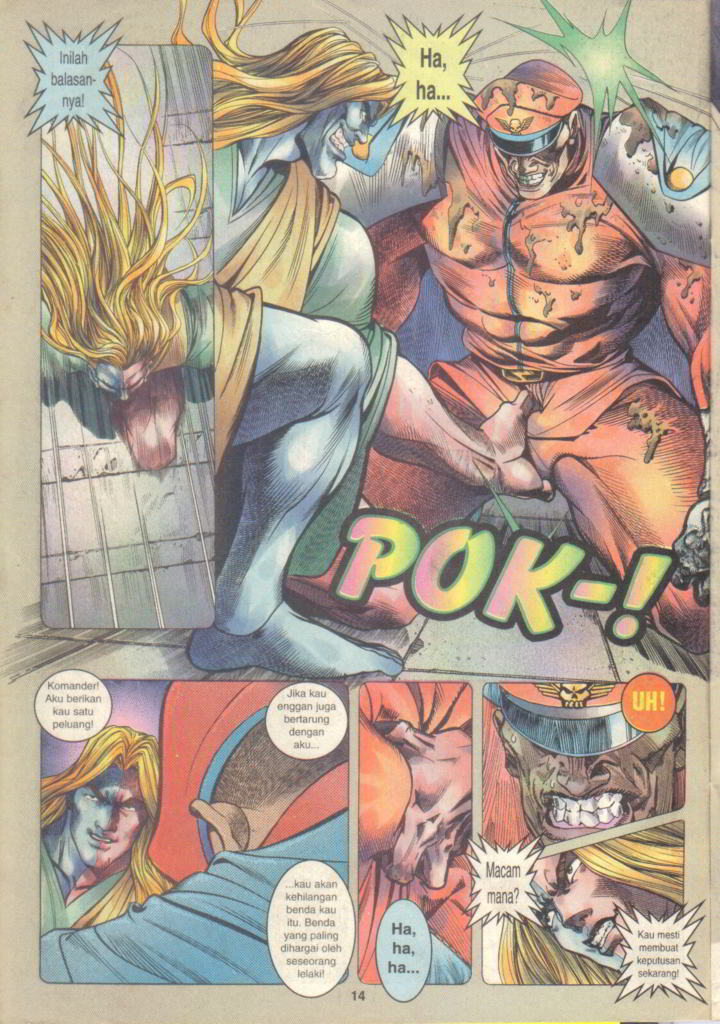 Inilah
balasan-
nya!
Ha,
ha...
POK-!
Komander!
Aku berikan
kau satu
peluang!
Jika kau
enggan juga
bertarung
dengan
aku...
...kau akan
kehilangan
benda kau
itu. Benda
yang paling
dihargai oleh
seseorang
lelaki!
Ha,
ha,
ha...
UH!
Macam
mana?
Kau mesti
membuat
keputusan
sekarang!
14